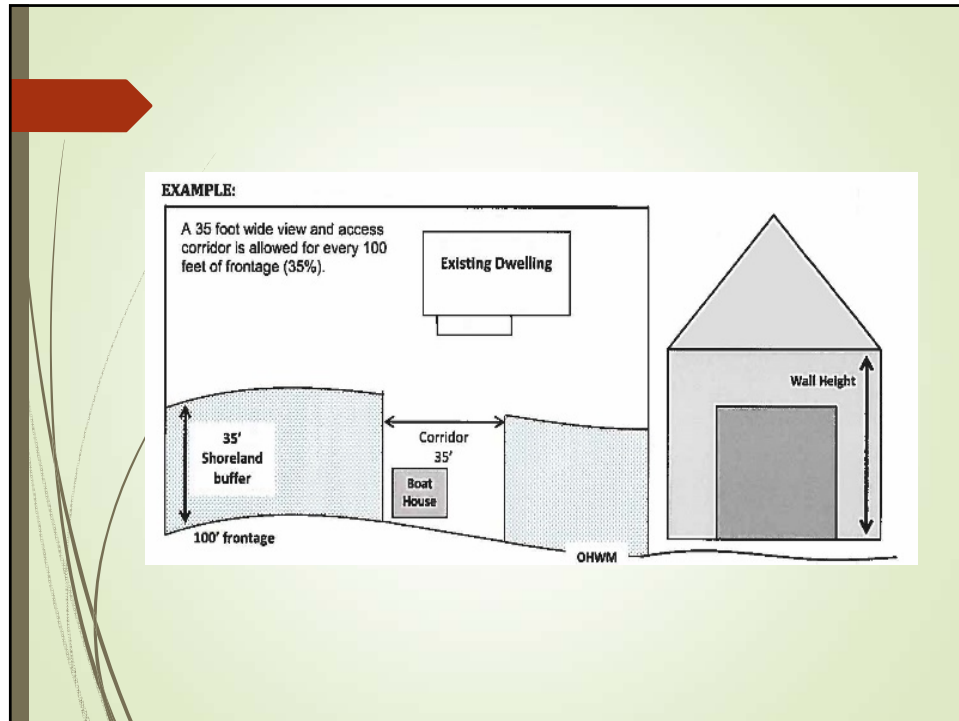 EXAMPLE:
A 35 foot wide view and access
corridor is allowed for every 100
feet of frontage (35%).
Existing Dwelling
Wall Height
35'
Shoreland
buffer
Corridor
35'
Boat
House
100' frontage
OHWM